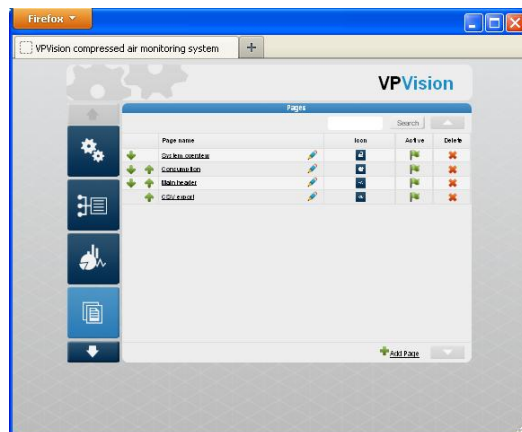 Firefox
VPVision compressed air monitoring system
VPVision
Pages
Search
Page name Icon Active Delete
System overview
Consumption
Main header
CSV export
Add Page